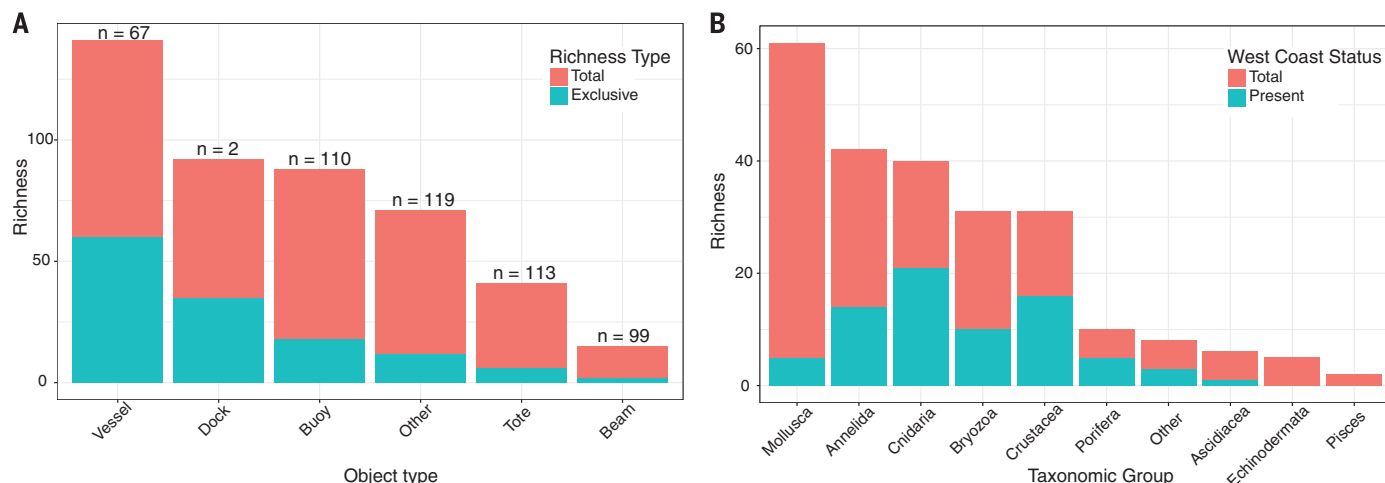 A
n = 67
Richness Type
Total
Exclusive
n = 2
n = 110
n = 119
n = 113
n = 99
100
50
0
Richness
Vessel
Dock
Buoy
Other
Tote
Beam
Object type
B
West Coast Status
Total
Present
60
40
20
0
Richness
Mollusca
Annelida
Cnidaria
Bryozoa
Crustacea
Porifera
Other
Ascidiacea
Echinodermata
Pisces
Taxonomic Group